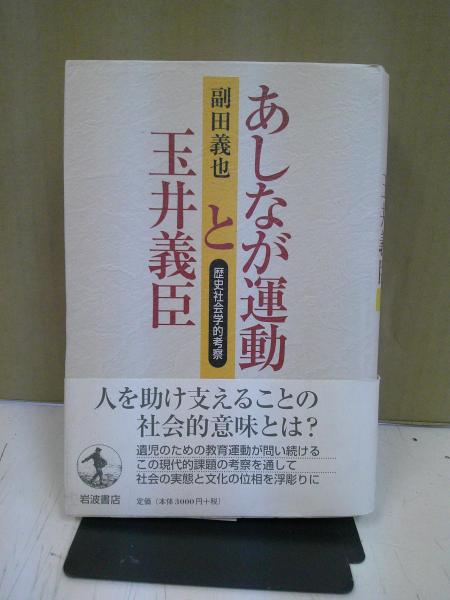 あしなが運動
と
玉井義臣
副田義也
歴史社会学的考察
人を助け支えることの
社会的意味とは?
遺児のための教育運動が問い続ける
この現代的課題の考察を通して
社会の実態と文化の位相を浮彫りに
岩波書店
定価(本体3000円+税)
玉井義臣